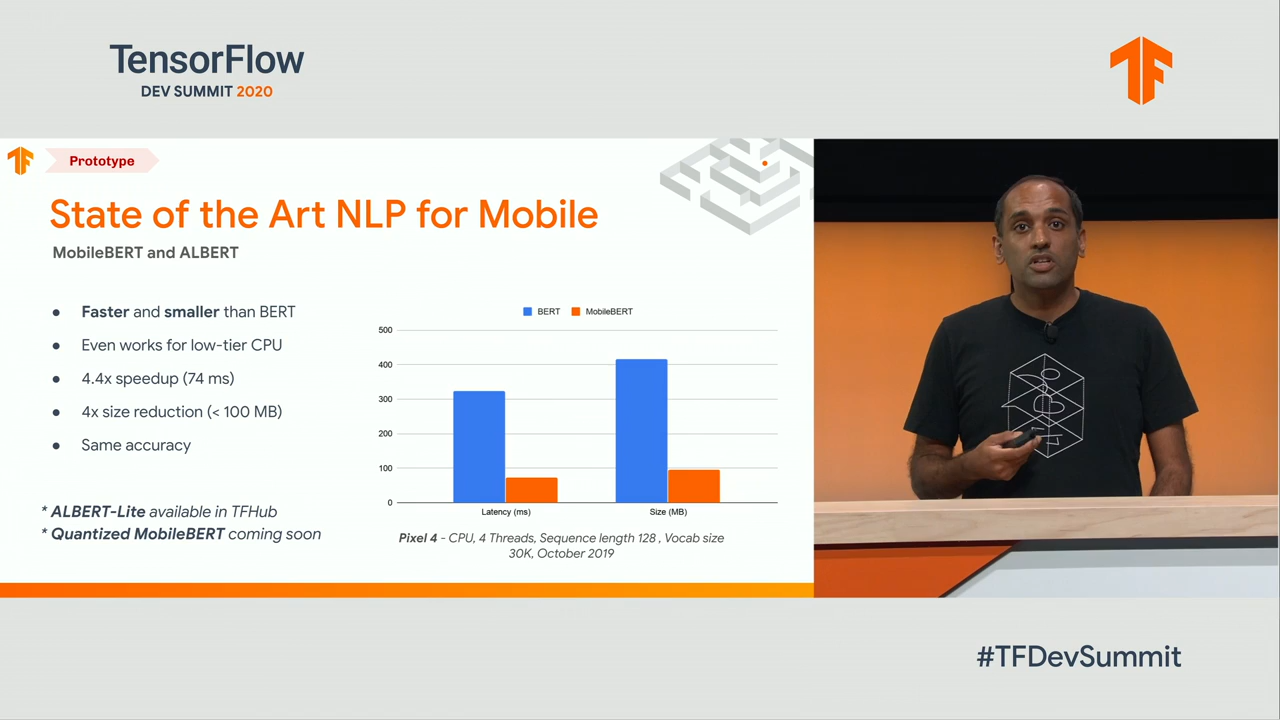 TensorFlow
DEV SUMMIT 2020
Prototype
State of the Art NLP for Mobile
MobileBERT and ALBERT
● Faster and smaller than BERT
● Even works for low-tier CPU
● 4.4x speedup (74 ms)
● 4x size reduction (< 100 MB)
● Same accuracy
* ALBERT-Lite available in TFHub
* Quantized MobileBERT coming soon
BERT MobileBERT
500
400
300
200
100
0
Latency (ms) Size (MB)
Pixel 4 - CPU, 4 Threads, Sequence length 128 , Vocab size
30K, October 2019
#TFDevSummit